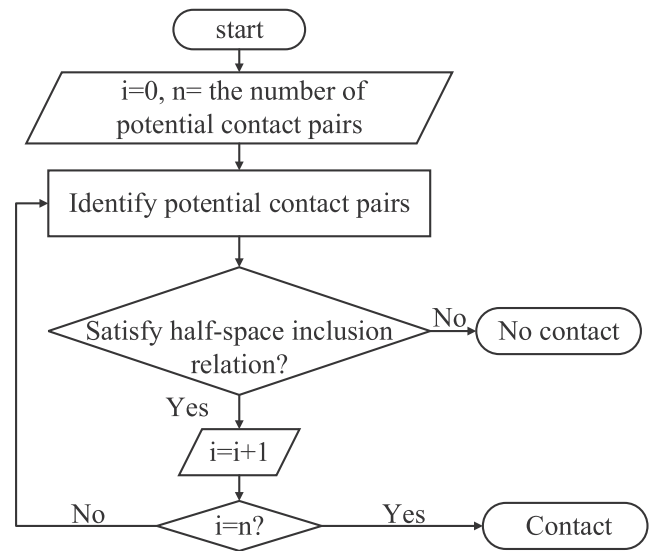 start
i=0, n= the number of
potential contact pairs
Identify potential contact pairs
Satisfy half-space inclusion
relation?
No
No contact
Yes
i=i+1
No
i=n?
Yes
Contact